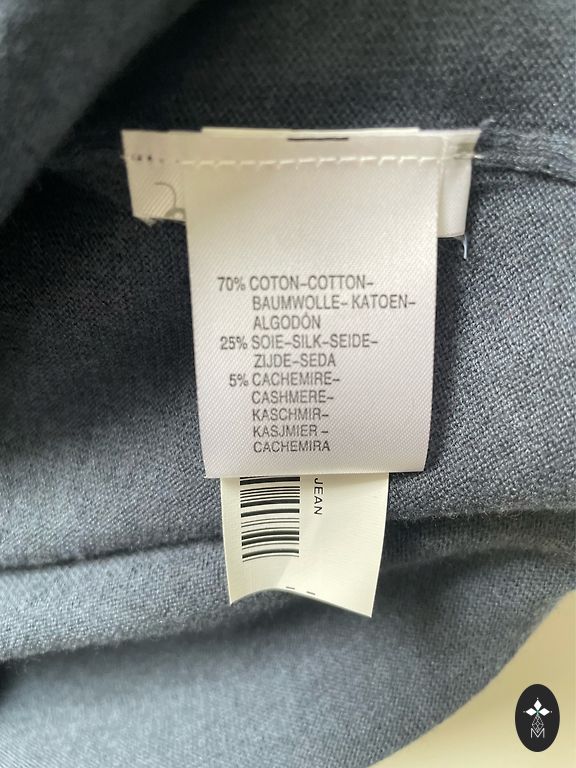 70% COTON-COTTON-
BAUMWOLLE-KATOEN-
ALGODÓN
25% SOIE-SILK-SEIDE-
ZIJDE-SEDA
5% CACHEMIRE-
CASHMERE-
KASCHMIR-
KASJMIER -
CACHEMIRA
JEAN
M